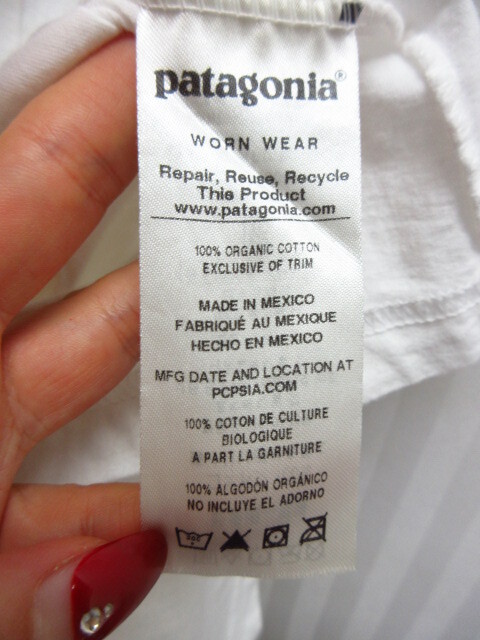 patagonia®
WORN WEAR
Repair, Reuse, Recycle
This Product
www.patagonia.com
100% ORGANIC COTTON
EXCLUSIVE OF TRIM
MADE IN MEXICO
FABRIQUÉ AU MEXIQUE
HECHO EN MÉXICO
MFG DATE AND LOCATION AT
PCPSIA.COM
100% COTON DE CULTURE
BIOLOGIQUE
A PART LA GARNITURE
100% ALGODÓN ORGÁNICO
NO INCLUYE EL ADORNO